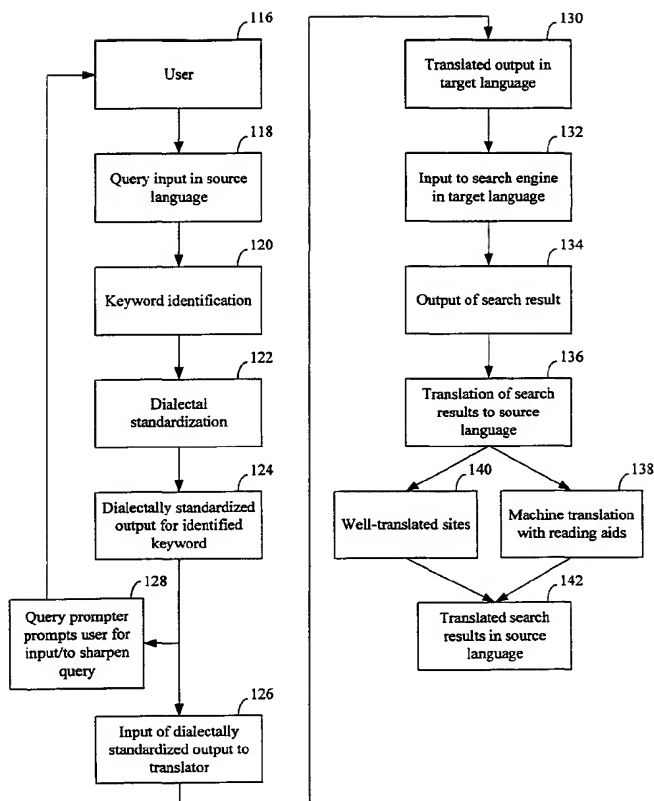 116
User
118
Query input in source
language
120
Keyword identification
122
Dialectal
standardization
124
Dialectally standardized
output for identified
keyword
128
Query prompter
prompts user for
input/to sharpen
query
126
Input of dialectally
standardized output to
translator
130
Translated output in
target language
132
Input to search engine
in target language
134
Output of search result
136
Translation of search
results to source
language
140
Well-translated sites
138
Machine translation
with reading aids
142
Translated search
results in source
language